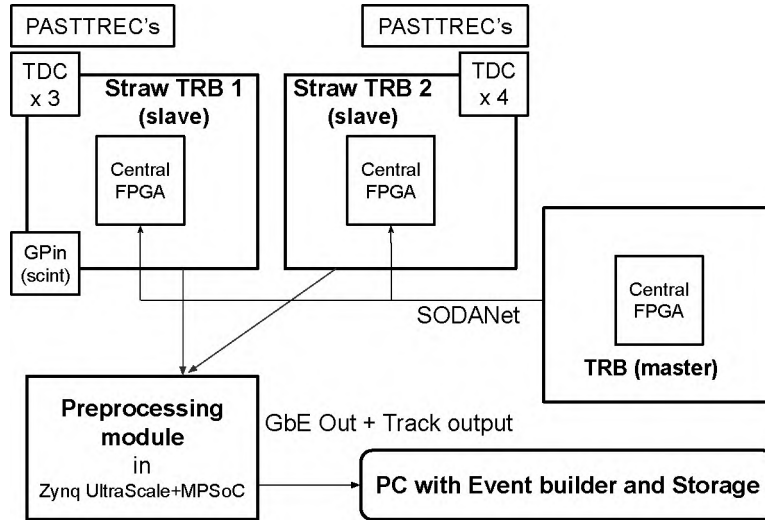 PASTTREC's
PASTTREC's
TDC
x 3
Straw TRB 1
(slave)
Central
FPGA
GPin
(scint)
Straw TRB 2
(slave)
TDC
x 4
Central
FPGA
SODANet
Central
FPGA
TRB (master)
Preprocessing
module
in
Zynq UltraScale+MPSoC
GbE Out + Track output
PC with Event builder and Storage